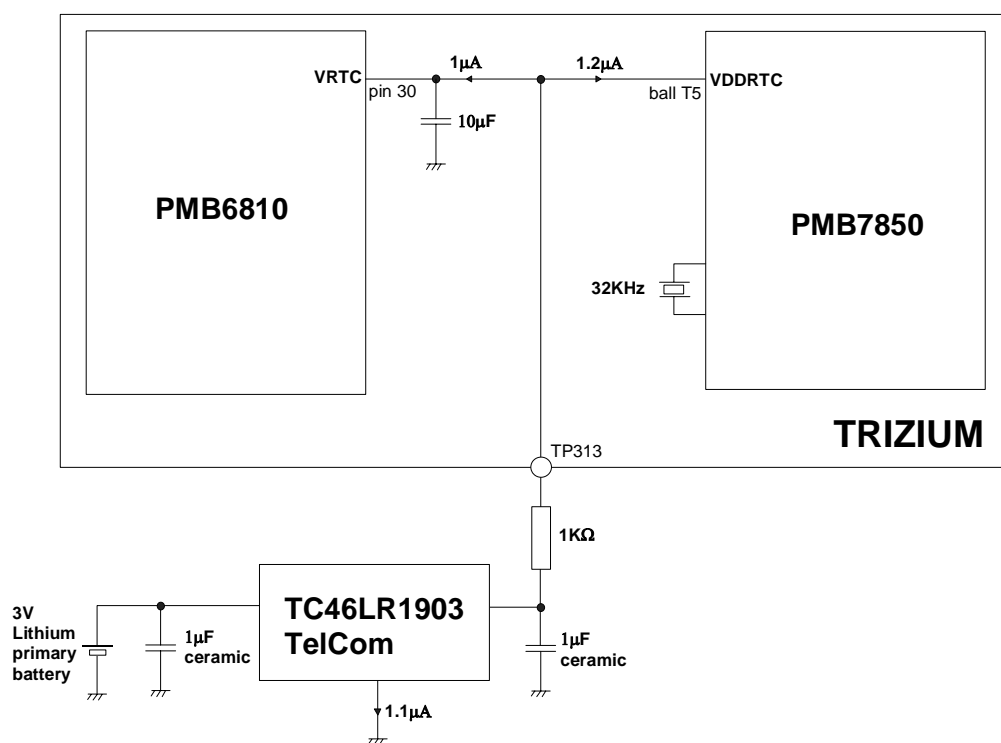 1μA
1.2μA
VRTC
pin 30
VDDRTC
ball T5
10μF
PMB6810
PMB7850
32KHz
TRIZIUM
TP313
1KΩ
TC46LR1903
TelCom
3V
Lithium
primary
battery
1μF
ceramic
1μF
ceramic
1.1μA